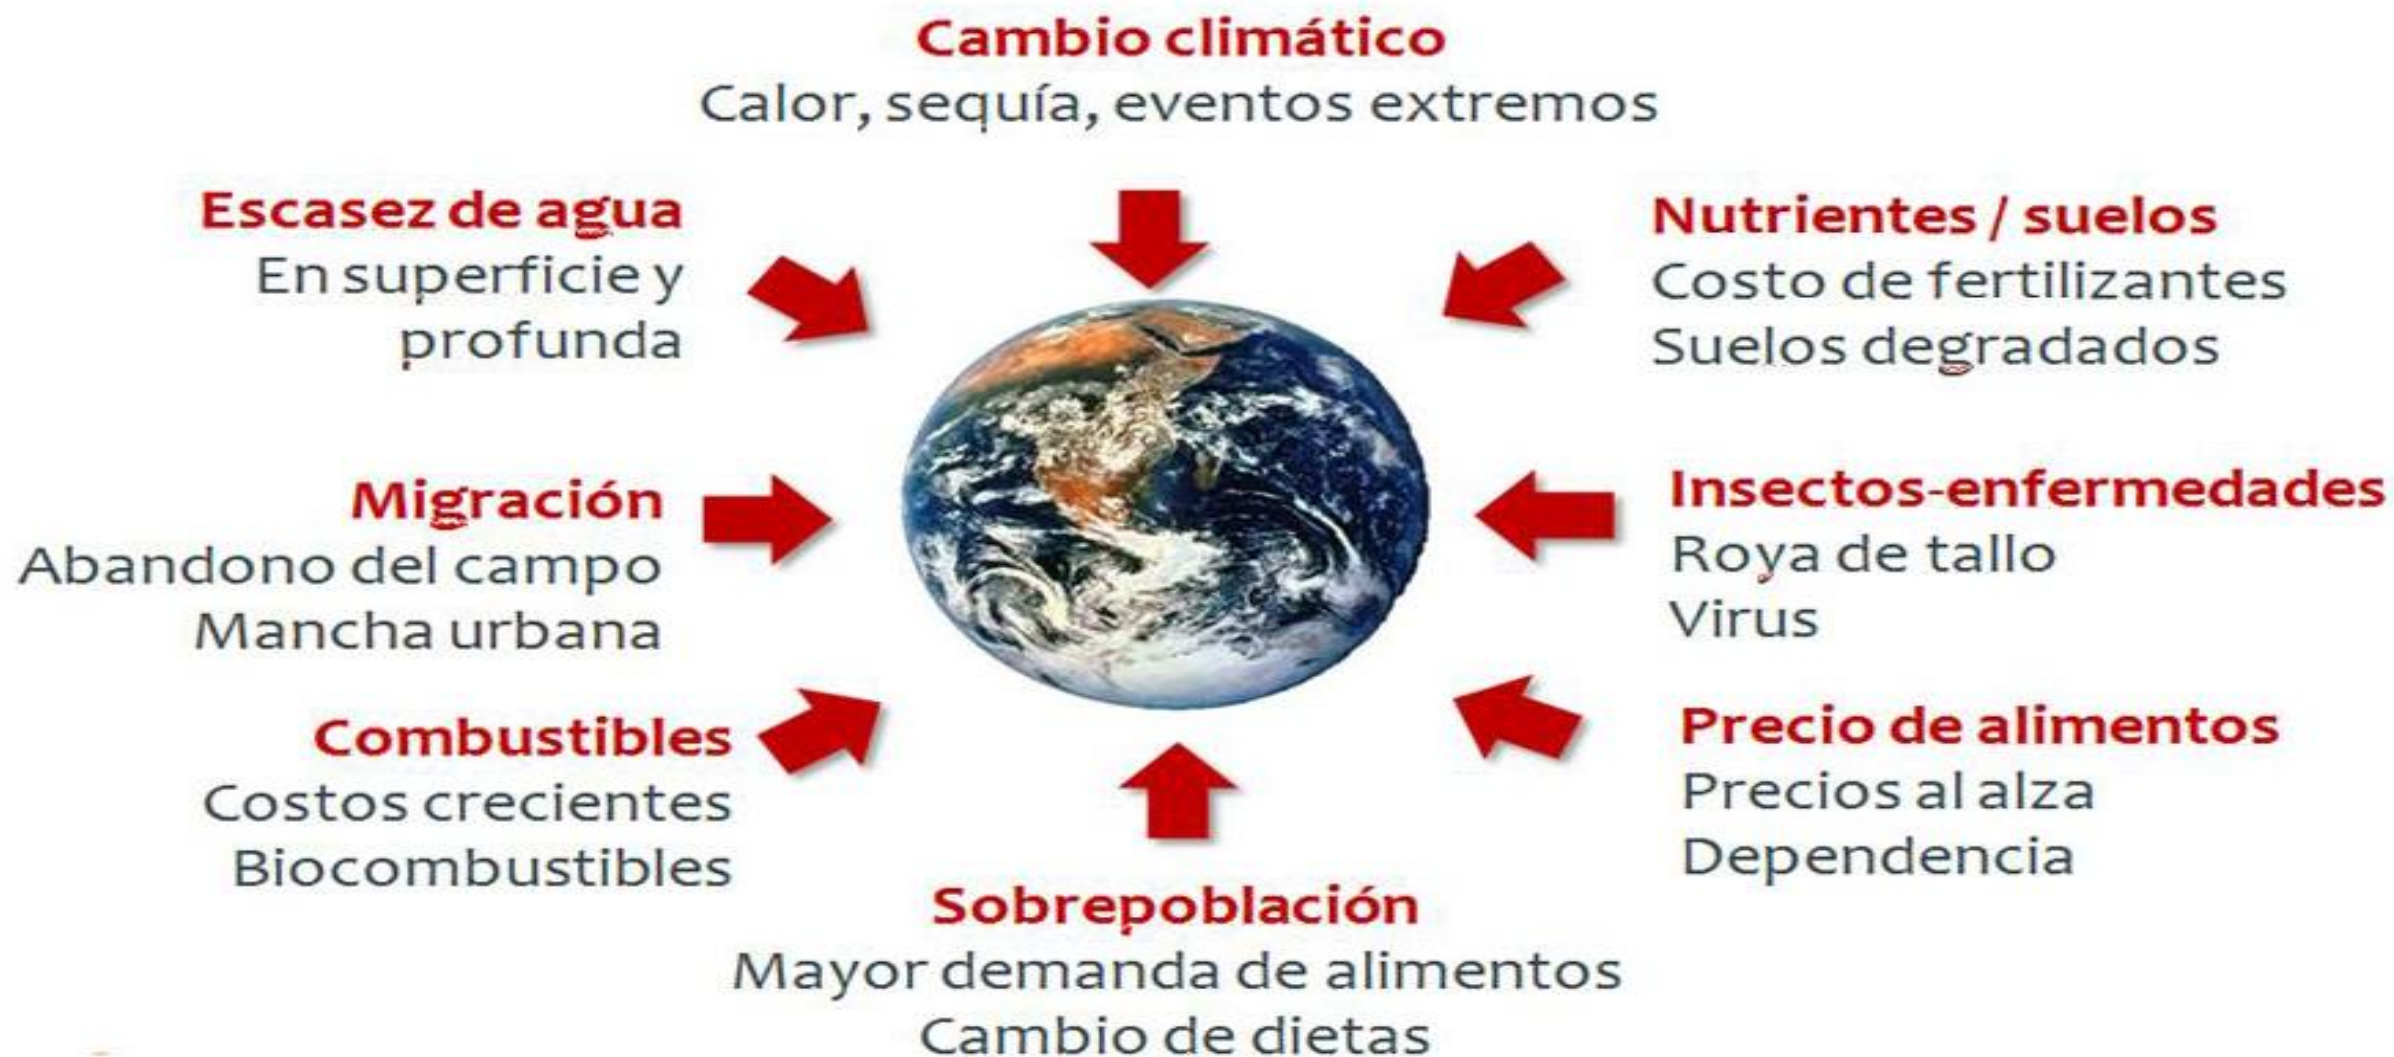 Cambio climático
Calor, sequía, eventos extremos
Escasez de agua
En superficie y
profunda
Nutrientes / suelos
Costo de fertilizantes
Suelos degradados
Migración
Abandono del campo
Mancha urbana
Insectos-enfermedades
Roya de tallo
Virus
Combustibles
Costos crecientes
Biocombustibles
Precio de alimentos
Precios al alza
Dependencia
Sobrepoblación
Mayor demanda de alimentos
Cambio de dietas